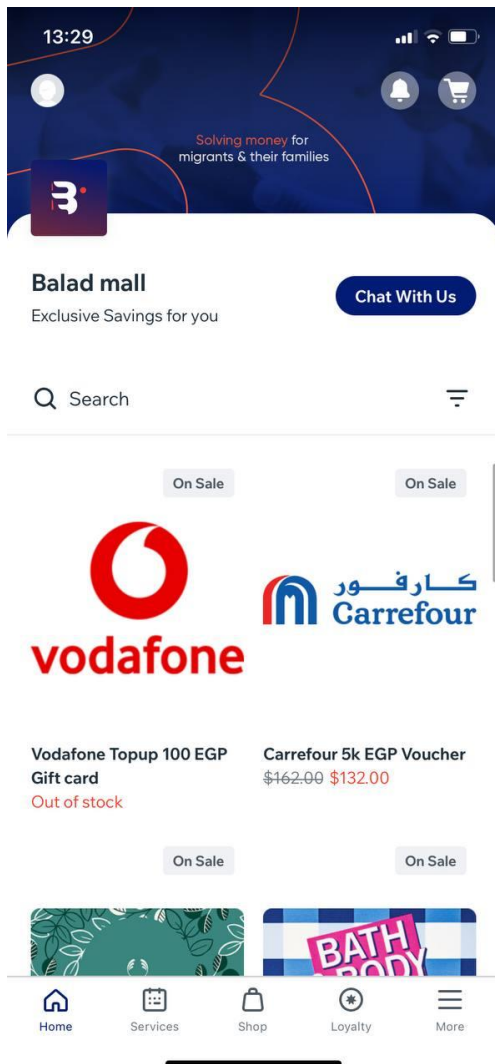 13:29
Solving money for
migrants & their families
Balad mall
Chat With Us
Exclusive Savings for you
Search
On Sale
On Sale
vodafone
كارفور
Carrefour
Vodafone Topup 100 EGP
Gift card
Out of stock
Carrefour 5k EGP Voucher
$162.00 $132.00
On Sale
On Sale
BATH
BODY
Home
Services
Shop
Loyalty
More